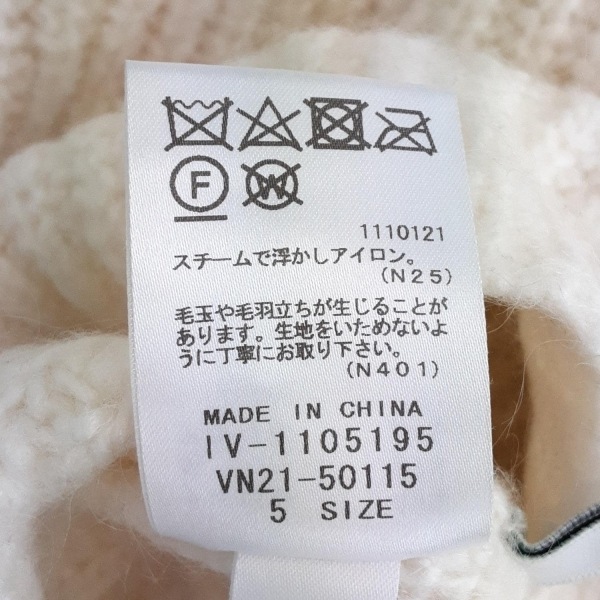 F W
1110121
スチームで浮かしアイロン。
(N25)
毛玉や毛羽立ちが生じることが
あります。生地をいためないよ
うに丁寧にお取り下さい。
(N401)
MADE IN CHINA
IV-1105195
VN21-50115
5 SIZE